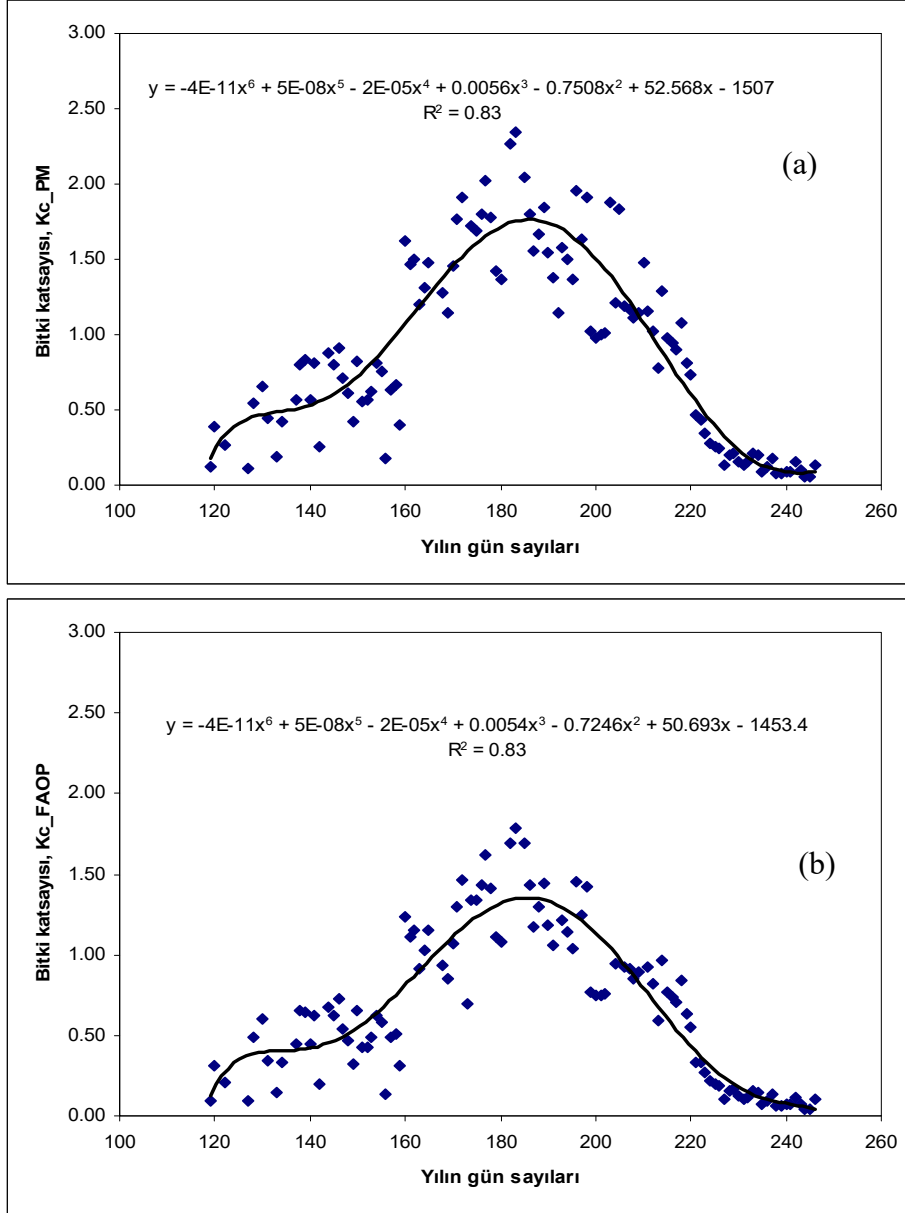 3.00
y = -4E-11x⁶ + 5E-08x⁵ - 2E-05x⁴ + 0.0056x³ - 0.7508x² + 52.568x - 1507
R² = 0.83
2.50
(a)
2.00
Bitki katsayısı, Kc_PM
1.50
1.00
0.50
0.00
100 120 140 160 180 200 220 240 260
Yılın gün sayıları
3.00
y = -4E-11x⁶ + 5E-08x⁵ - 2E-05x⁴ + 0.0054x³ - 0.7246x² + 50.693x - 1453.4
R² = 0.83
2.50
2.00
(b)
Bitki katsayısı, Kc_FAOP
1.50
1.00
0.50
0.00
100 120 140 160 180 200 220 240 260
Yılın gün sayıları